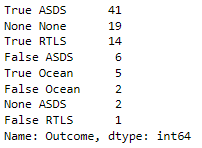 True ASDS 41
None None 19
True RTLS 14
False ASDS 6
True Ocean 5
False Ocean 2
None ASDS 2
False RTLS 1
Name: Outcome, dtype: int64